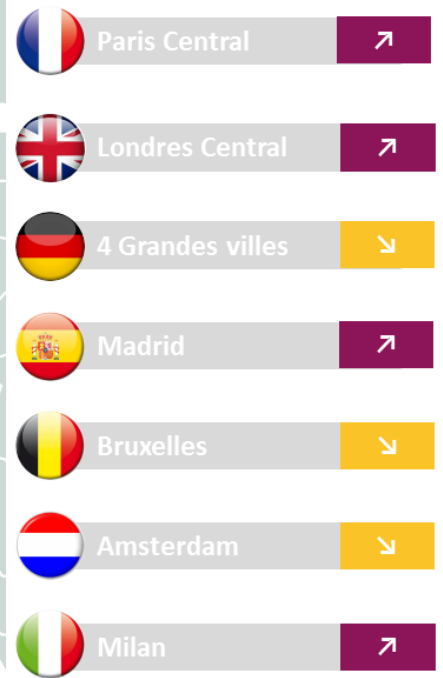 Paris Central ↗
Londres Central ↗
4 Grandes villes ↘
Madrid ↗
Bruxelles ↘
Amsterdam ↘
Milan ↗